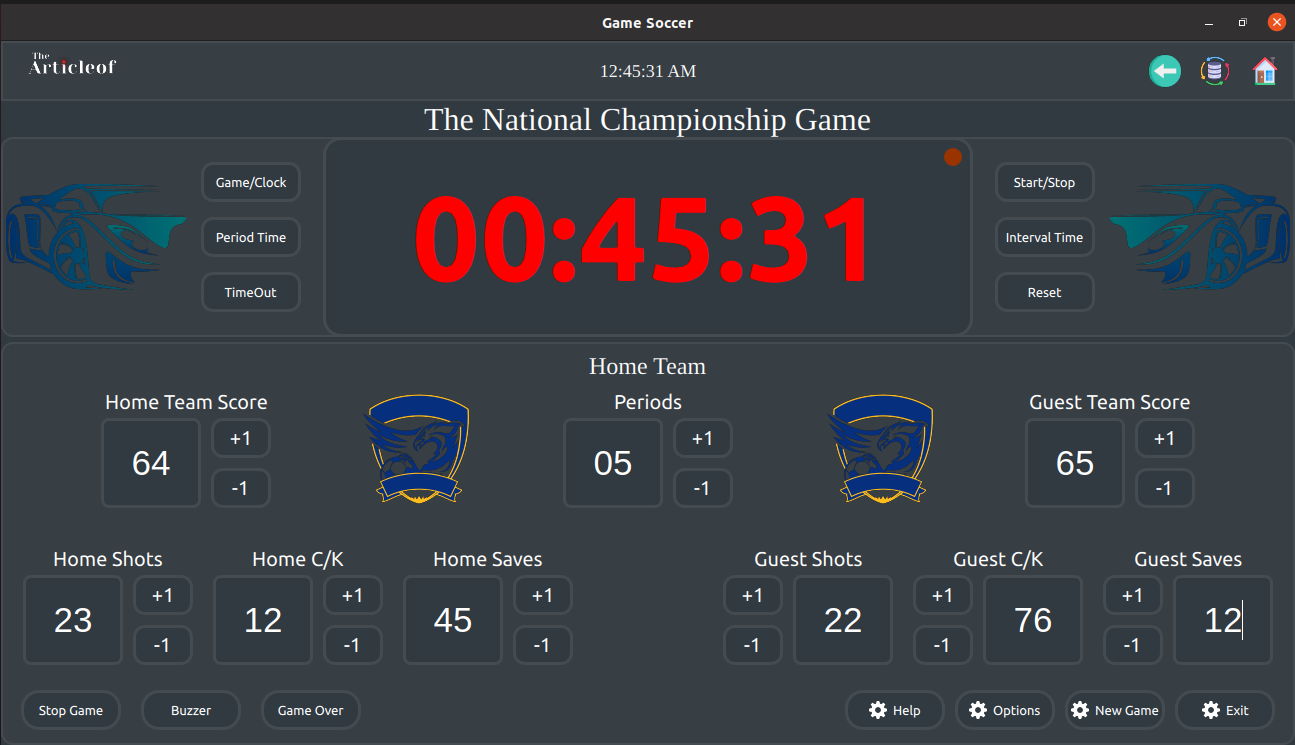 Game Soccer
The
Articleof
12:45:31 AM
The National Championship Game
Game/Clock
Period Time
TimeOut
00:45:31
Start/Stop
Interval Time
Reset
Home Team
Home Team Score
64
+1
-1
Periods
05
+1
-1
Guest Team Score
65
+1
-1
Home Shots
23
+1
-1
Home C/K
12
+1
-1
Home Saves
45
+1
-1
Guest Shots
+1
-1
22
Guest C/K
+1
-1
76
Guest Saves
+1
-1
12
Stop Game
Buzzer
Game Over
Help
Options
New Game
Exit